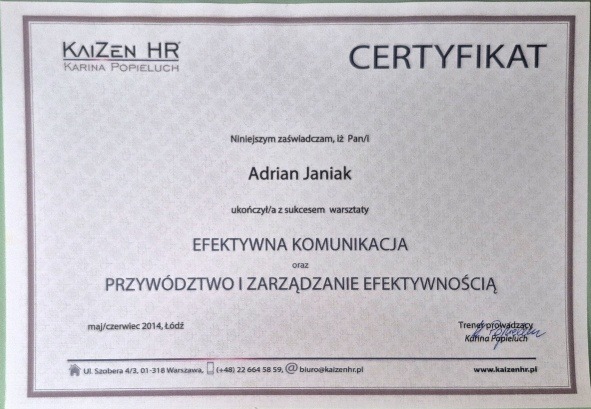 KAIZEN HR
KARINA POPIELUCH
CERTYFIKAT
Niniejszym zaświadczam, iż Pan/i
Adrian Janiak
ukończył/a z sukcesem warsztaty
EFEKTYWNA KOMUNIKACJA
oraz
PRZYWÓDZTWO I ZARZĄDZANIE EFEKTYWNOŚCIĄ
maj/czerwiec 2014, Łódź
Trener prowadzący
Karina Popieluch
Ul. Szobera 4/3, 01-318 Warszawa, (+48) 22 664 58 59, @ biuro@kaizenhr.pl
www.kaizenhr.pl